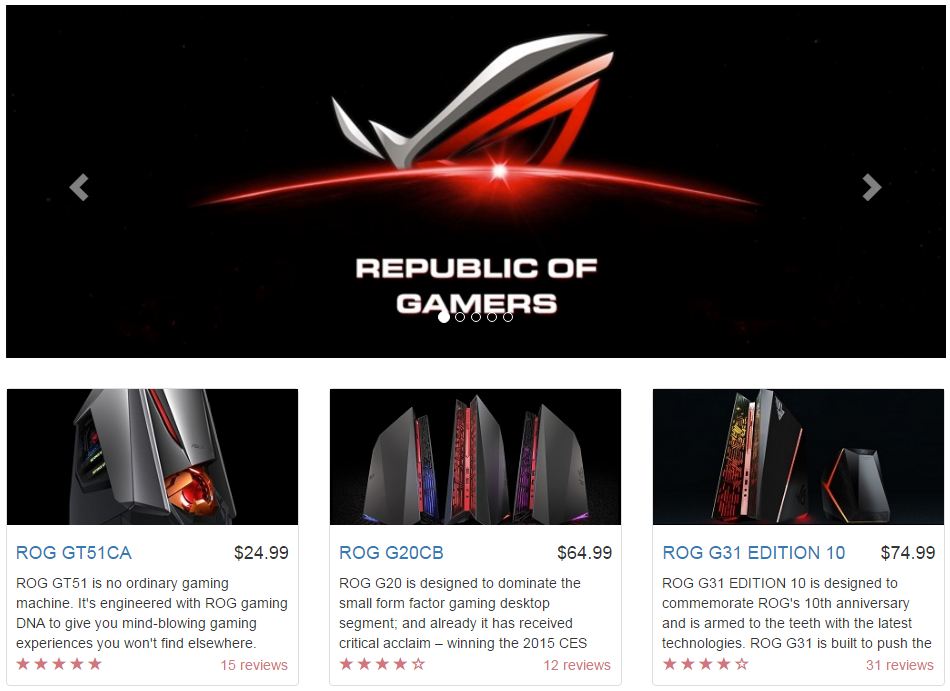 REPUBLIC OF
GAMERS
ROG GT51CA
$24.99
ROG GT51 is no ordinary gaming
machine. It's engineered with ROG gaming
DNA to give you mind-blowing gaming
experiences you won't find elsewhere.
15 reviews
ROG G20CB
$64.99
ROG G20 is designed to dominate the
small form factor gaming desktop
segment; and already it has received
critical acclaim – winning the 2015 CES
12 reviews
ROG G31 EDITION 10
$74.99
ROG G31 EDITION 10 is designed to
commemorate ROG's 10th anniversary
and is armed to the teeth with the latest
technologies. ROG G31 is built to push the
31 reviews